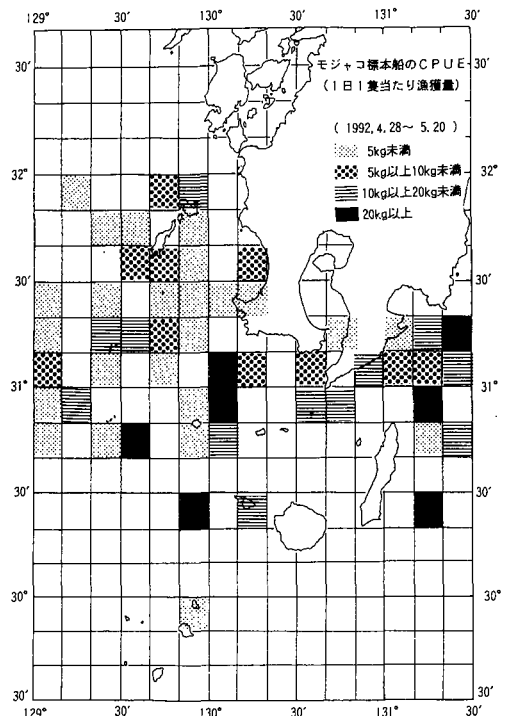 129° 30′ 130° 30′ 131° 30′
30′ モジャコ標本船のCPUE 30′
(1日1隻当たり漁獲量)
( 1992, 4.28～ 5.20 )
5kg未満
32° 5kg以上10kg未満 32°
10kg以上20kg未満
20kg以上
30′ 30′
31° 31°
30′ 30′
30° 30°
30′ 30′
129° 30′ 130° 30′ 131° 30′